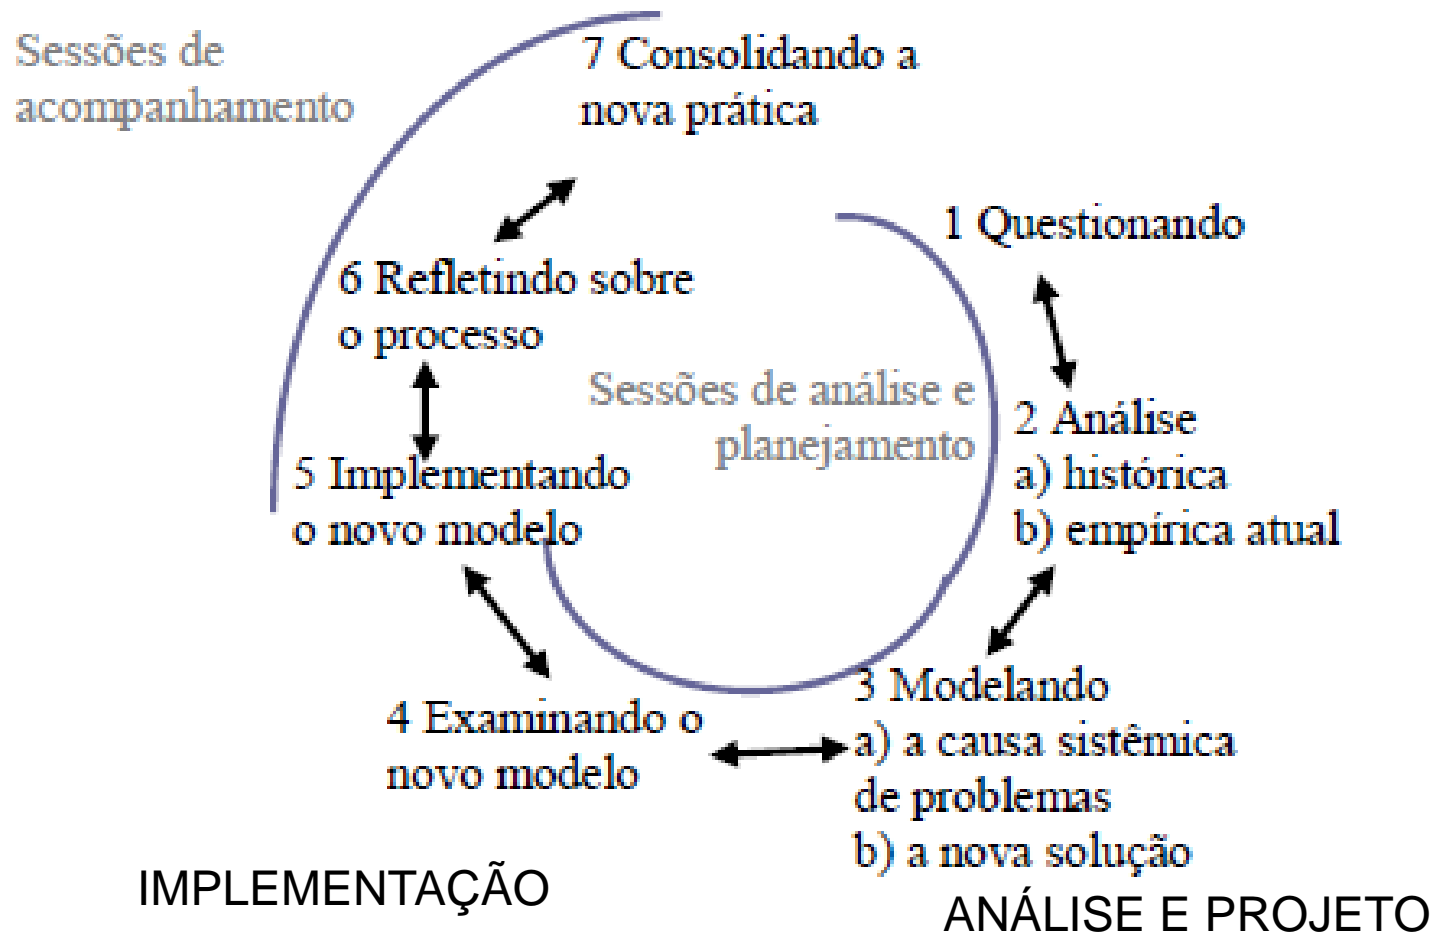 Sessões de
acompanhamento
7 Consolidando a
nova prática
1 Questionando
6 Refletindo sobre
o processo
Sessões de análise e
planejamento
2 Análise
a) histórica
b) empírica atual
5 Implementando
o novo modelo
3 Modelando
a) a causa sistêmica
de problemas
b) a nova solução
4 Examinando o
novo modelo
IMPLEMENTAÇÃO
ANÁLISE E PROJETO